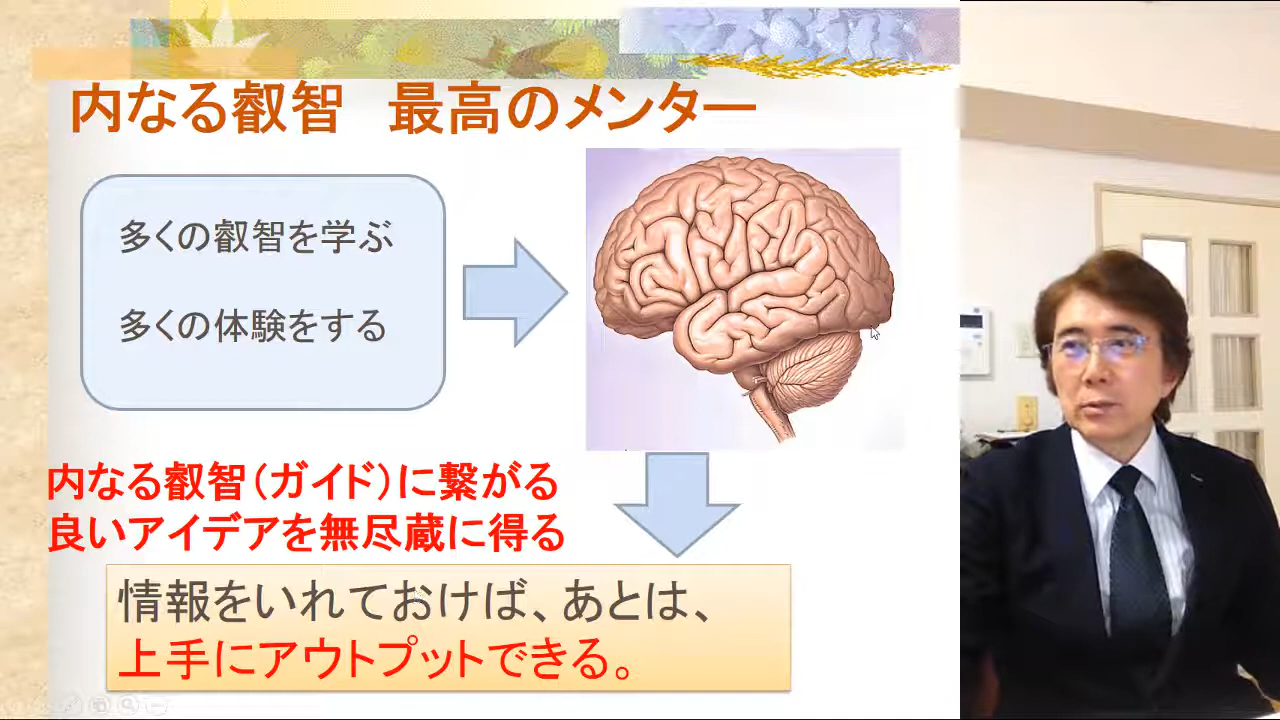 内なる叡智　最高のメンター
多くの叡智を学ぶ
多くの体験をする
内なる叡智（ガイド）に繋がる
良いアイデアを無尽蔵に得る
情報をいれておけば、あとは、
上手にアウトプットできる。